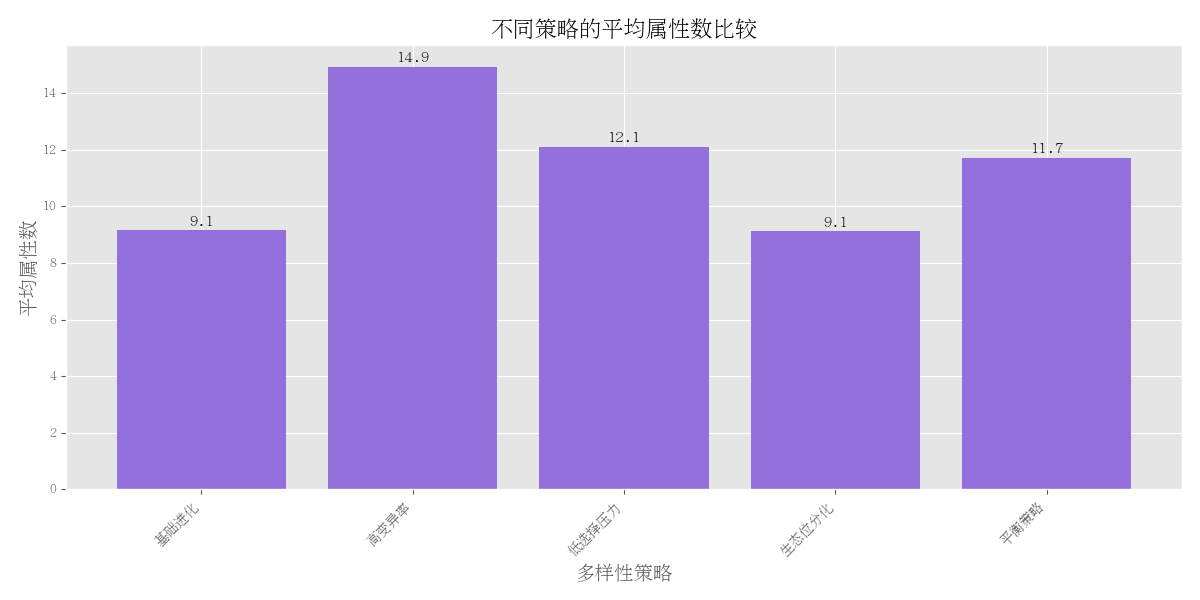 不同策略的平均属性数比较
14.9
12.1
11.7
9.1
9.1
14
12
10
8
6
4
2
0
平均属性数
基础进化
高变异率
低选择压力
生态位分化
平衡策略
多样性策略